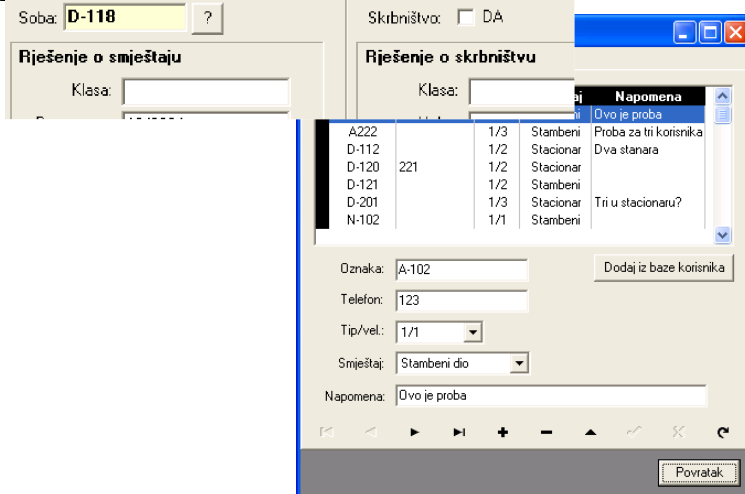 Soba: D-118 ? Skrbništvo: DA
Rješenje o smještaju Rješenje o skrbništvu
Klasa: Klasa:
Napomena
Ovo je proba
A222 1/3 Stambeni Proba za tri korisnika
D-112 1/2 Stacionar Dva stanara
D-120 221 1/2 Stacionar
D-121 1/2 Stambeni
D-201 1/3 Stacionar Tri u stacionaru?
N-102 1/1 Stambeni
Oznaka: A-102 Dodaj iz baze korisnika
Telefon: 123
Tip/vel.: 1/1
Smještaj: Stambeni dio
Napomena: Ovo je proba
Povratak